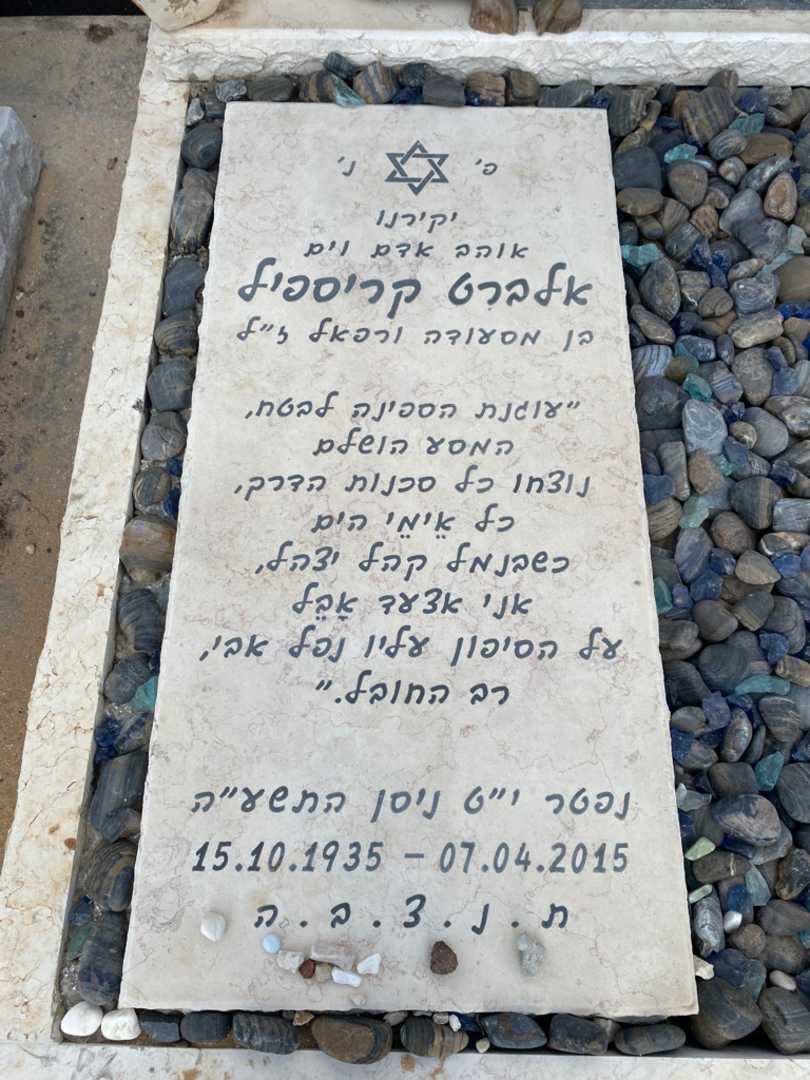 פ' נ'
יקירנו
אוהב אדם וים
אלברט קריספיל
בן מסעודה ורפאל ז"ל
"עוגנת הספינה לבטח,
המסע הושלם
נוצחו כל סכנות הדרך,
כל אֵימֵי הים
כשבנמל קהל יצהל,
אני אצעד אָבֵל
על הסיפון עליו נפל אבי,
רב החובל."
נפטר י"ט ניסן התשע"ה
15.10.1935 – 07.04.2015
ת . נ . צ . ב . ה